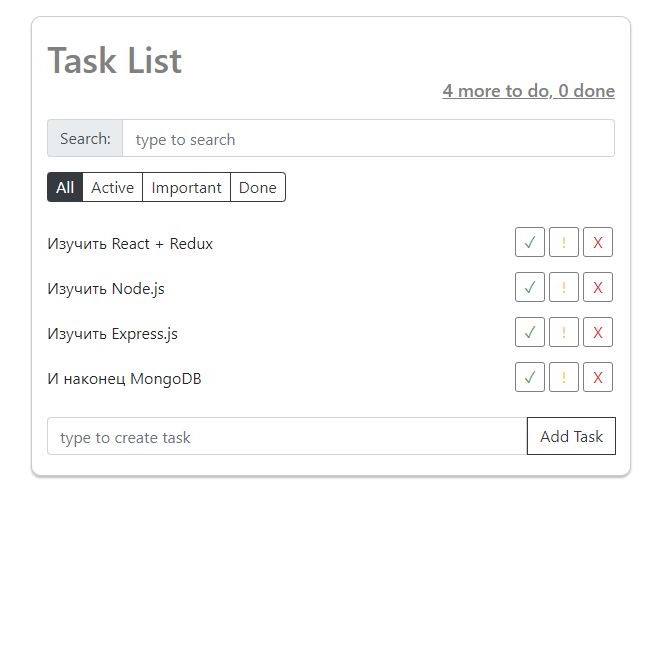 Task List
4 more to do, 0 done
Search: type to search
All Active Important Done
Изучить React + Redux ✓ ! X
Изучить Node.js ✓ ! X
Изучить Express.js ✓ ! X
И наконец MongoDB ✓ ! X
type to create task Add Task